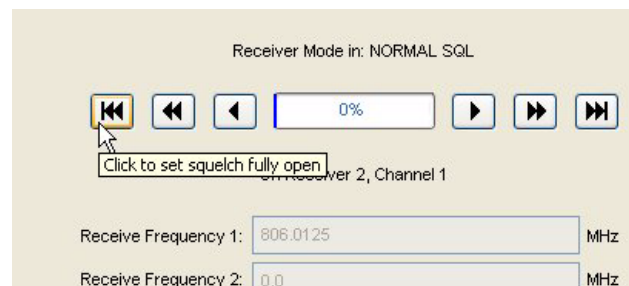 Receiver Mode in: NORMAL SQL
0%
Click to set squelch fully open
Receiver 2, Channel 1
Receive Frequency 1: 806.0125 MHz
Receive Frequency 2: 0.0 MHz